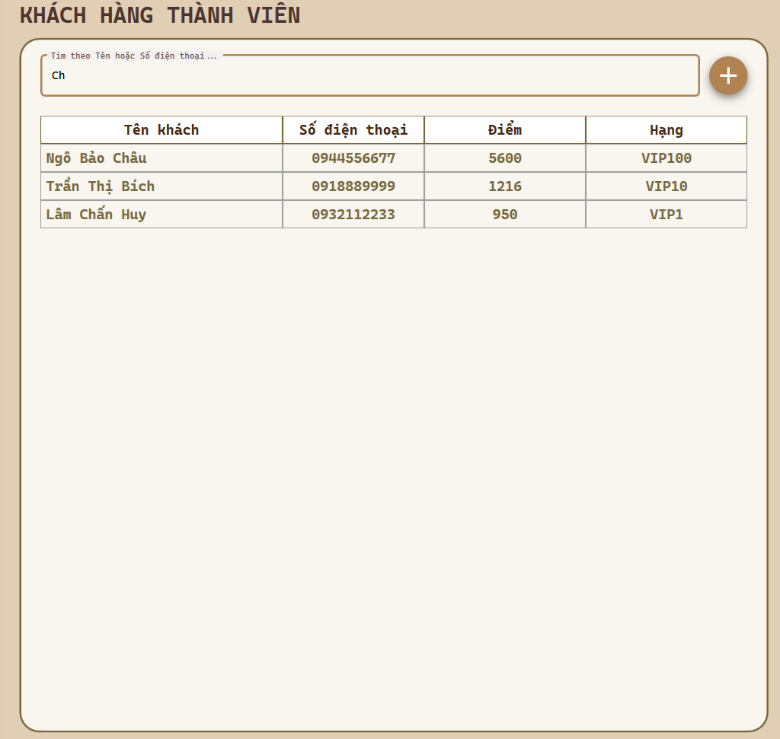 KHÁCH HÀNG THÀNH VIÊN
Tìm theo Tên hoặc Số điện thoại...
Ch
Tên khách Số điện thoại Điểm Hạng
Ngô Bảo Châu 0944556677 5600 VIP100
Trần Thị Bích 0918889999 1216 VIP10
Lâm Chấn Huy 0932112233 950 VIP1